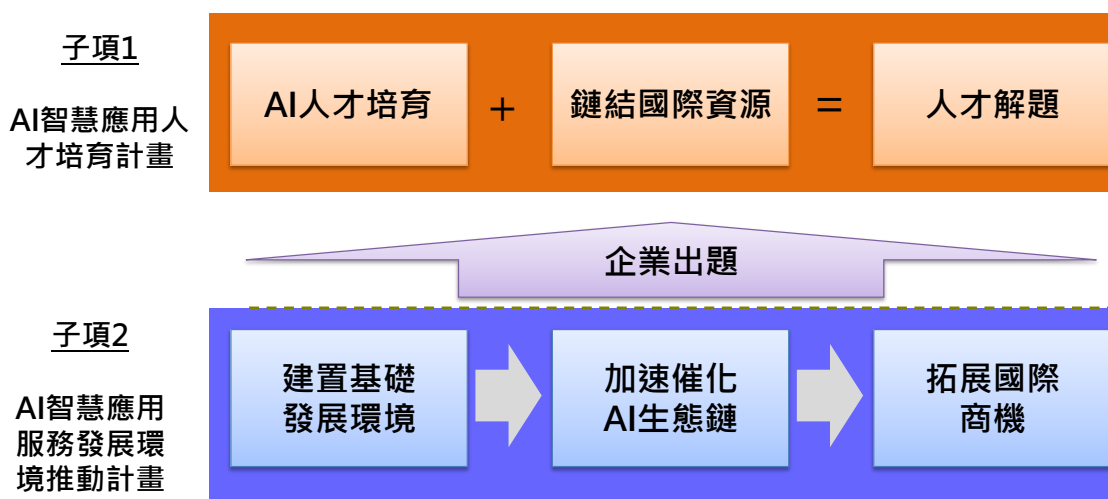 子項1
AI智慧應用人
才培育計畫
AI人才培育
+
鏈結國際資源
=
人才解題
企業出題
子項2
AI智慧應用
服務發展環
境推動計畫
建置基礎
發展環境
加速催化
AI生態鏈
拓展國際
商機